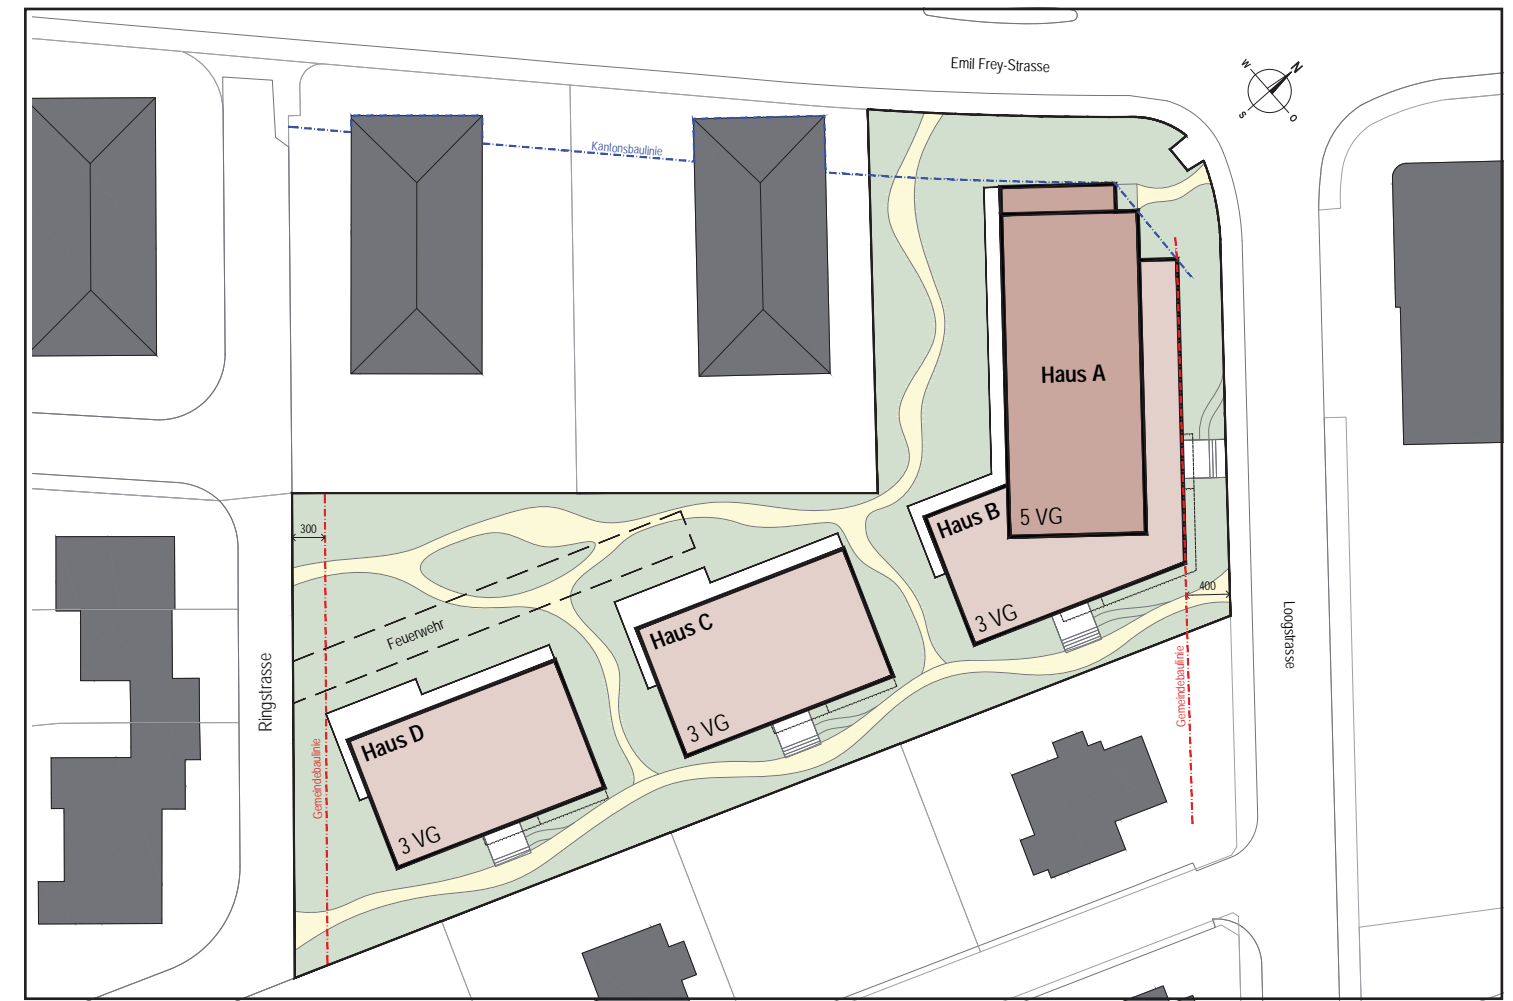 Emil Frey-Strasse
W
N
S
O
Kantonsbaulinie
Haus A
5 VG
Haus B
3 VG
300
Haus C
3 VG
400
Feuerwehr
Haus D
3 VG
Ringstrasse
Gemeindebaulinie
Gemeindebaulinie
Loogstrasse